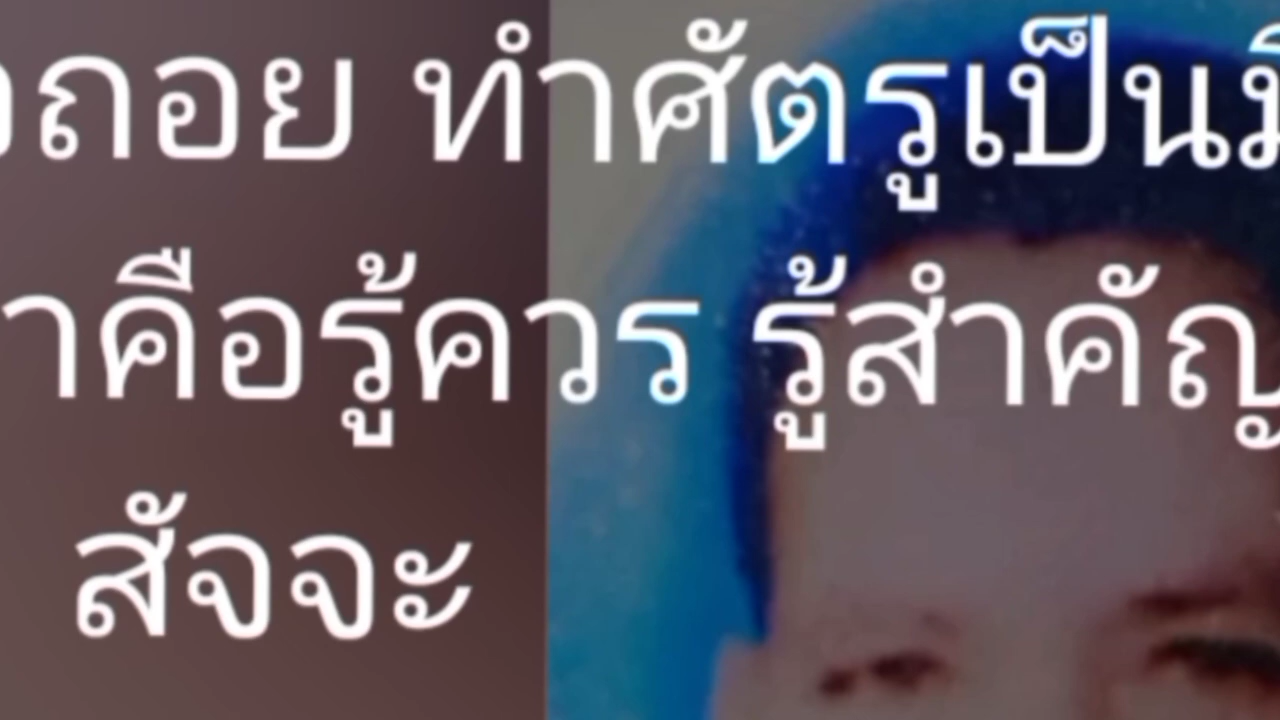 ถอย ทำศัตรูเป็นมิ
าคือรู้ควร รู้สำคัญ
สัจจะ